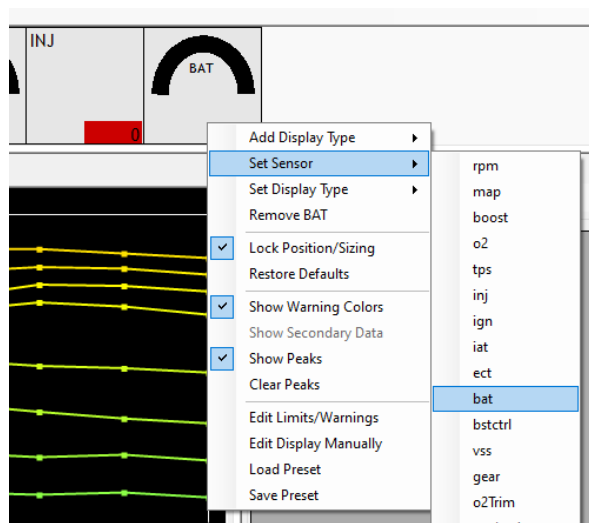 INJ
BAT
0
Add Display Type
Set Sensor
Set Display Type
Remove BAT
Lock Position/Sizing
Restore Defaults
Show Warning Colors
Show Secondary Data
Show Peaks
Clear Peaks
Edit Limits/Warnings
Edit Display Manually
Load Preset
Save Preset
rpm
map
boost
o2
tps
inj
ign
iat
ect
bat
bstctrl
vss
gear
o2Trim